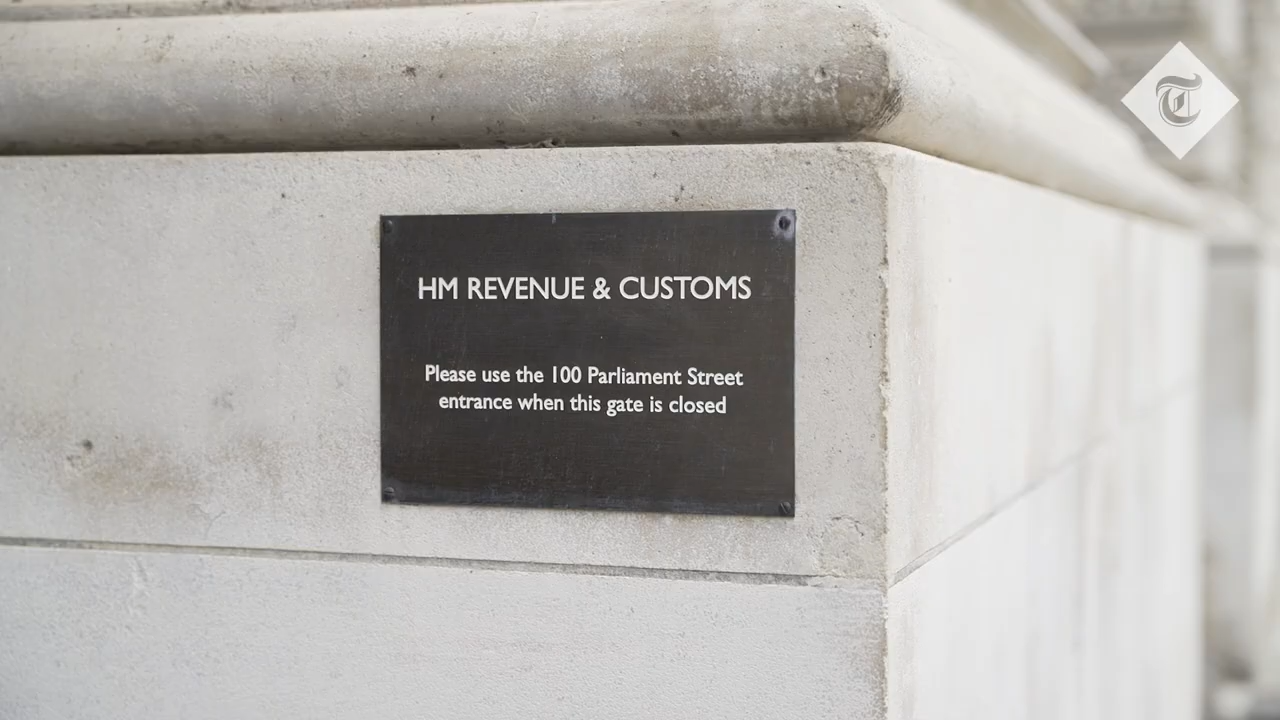 HM REVENUE & CUSTOMS
Please use the 100 Parliament Street
entrance when this gate is closed
T